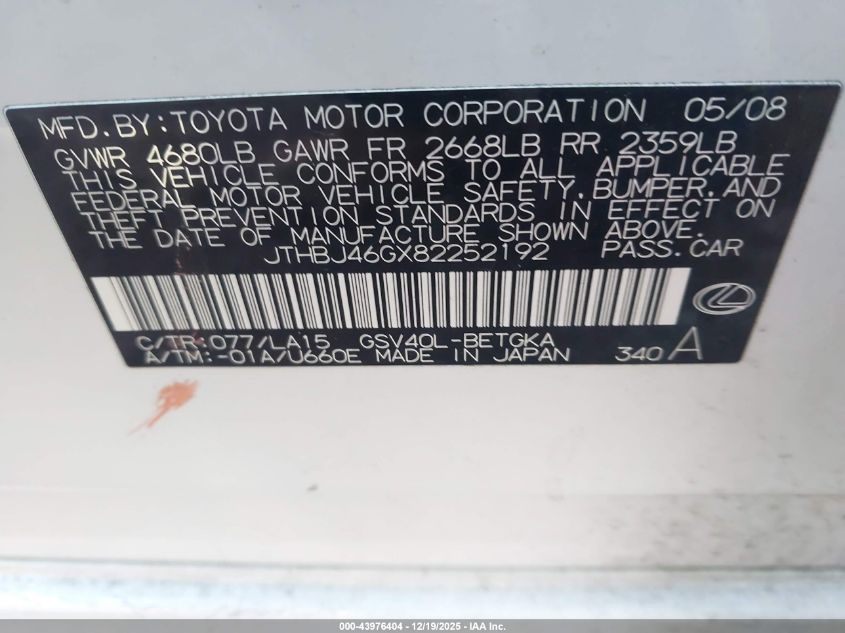 MFD.BY:TOYOTA MOTOR CORPORATION 05/08
GVWR 4680LB GAWR FR 2668LB RR 2359LB
THIS VEHICLE CONFORMS TO ALL APPLICABLE
FEDERAL MOTOR VEHICLE SAFETY,BUMPER,AND
THEFT PREVENTION STANDARDS IN EFFECT ON
THE DATE OF MANUFACTURE SHOWN ABOVE.
JTHBJ46GX82252192 PASS.CAR
C/TR:077/LA15 GSV40L-BETGKA
A/TM:-01A/U660E MADE IN JAPAN 340 A
000-43976404 - 12/19/2025 - IAA Inc.